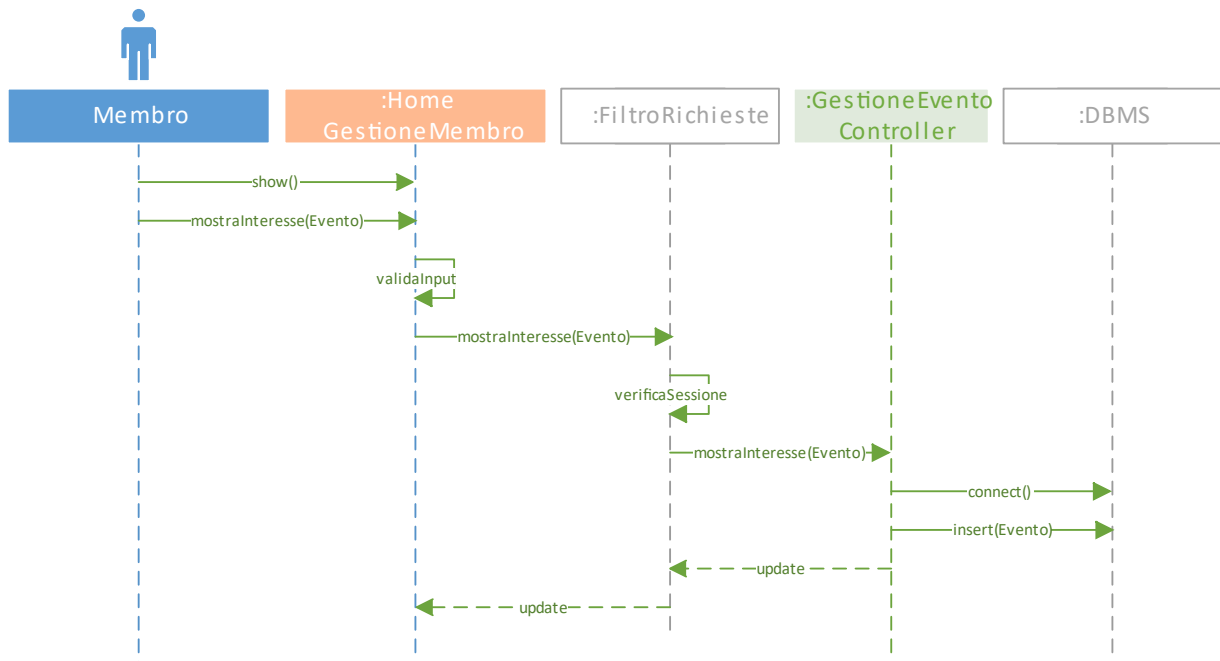 Membro
:Home
GestioneMembro
:FiltroRichieste
:GestioneEvento
Controller
:DBMS
show()
mostraInteresse(Evento)
validaInput
mostraInteresse(Evento)
verificaSessione
mostraInteresse(Evento)
connect()
insert(Evento)
update
update